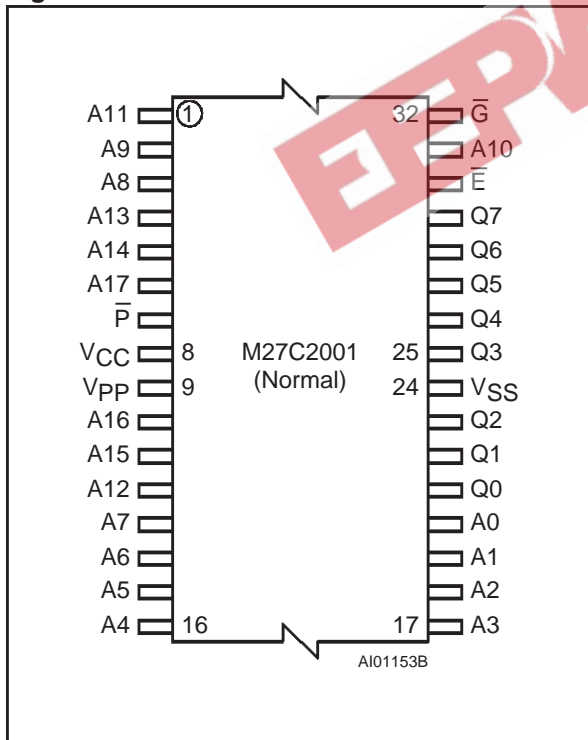 A11 1 32 G̅
A9 A10
A8 E̅
A13 Q7
A14 Q6
A17 Q5
P̅ Q4
VCC 8 M27C2001 25 Q3
VPP 9 (Normal) 24 VSS
A16 Q2
A15 Q1
A12 Q0
A7 A0
A6 A1
A5 A2
A4 16 17 A3
AI01153B